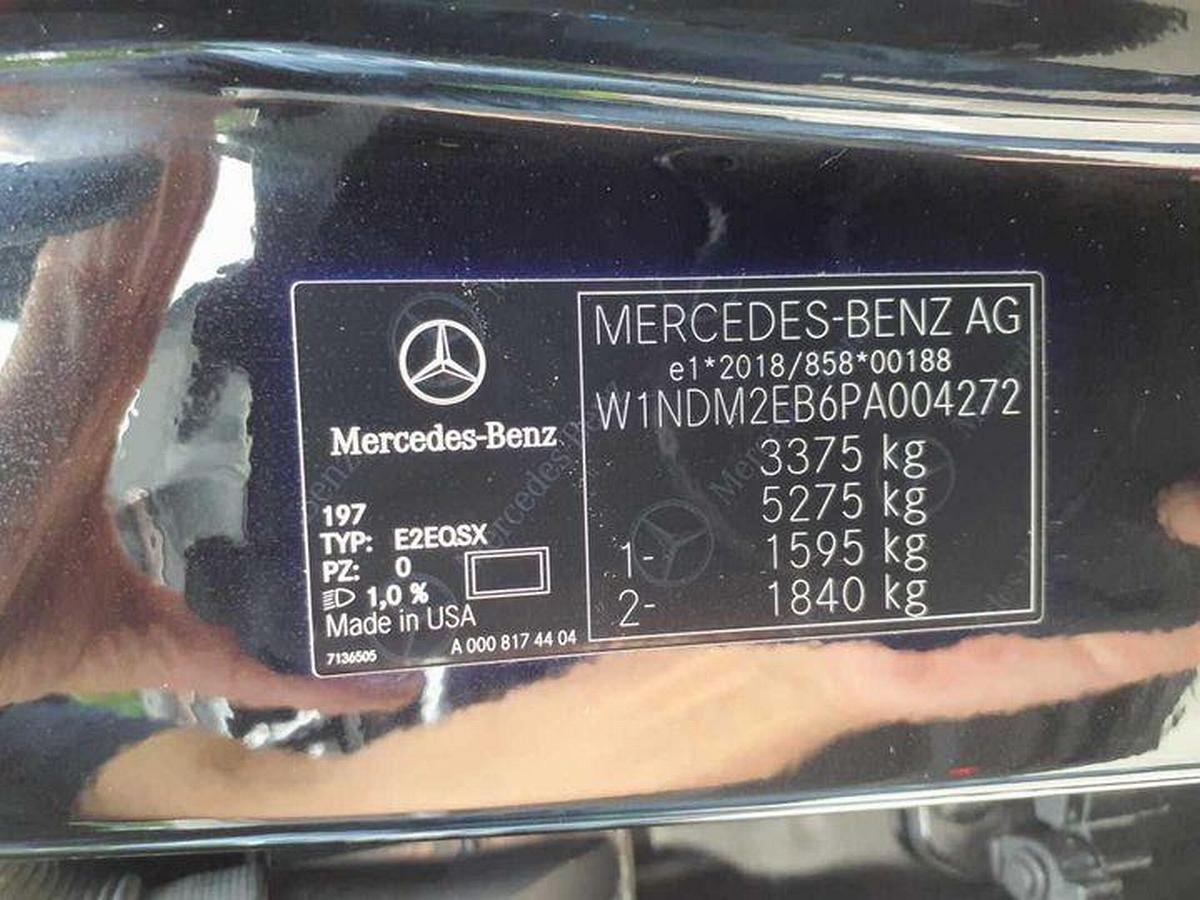 Mercedes-Benz
197
TYP: E2EQSX
PZ: 0
1,0 %
Made in USA
7136505
A 000 817 44 04
MERCEDES-BENZ AG
e1*2018/858*00188
W1NDM2EB6PA004272
3375 kg
5275 kg
1- 1595 kg
2- 1840 kg